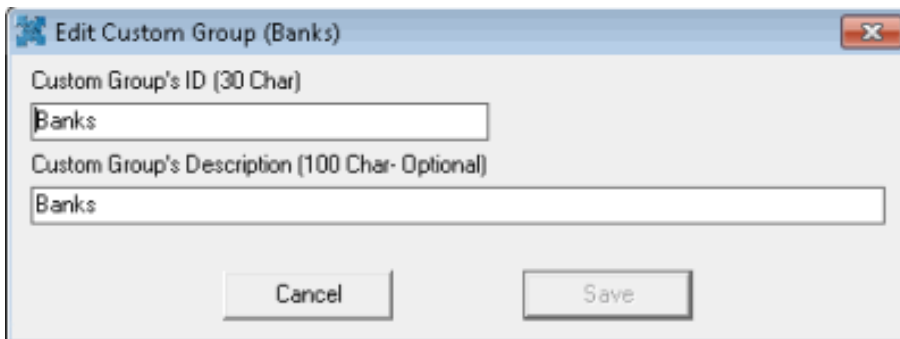 Edit Custom Group (Banks)
Custom Group's ID (30 Char)
Banks
Custom Group's Description (100 Char- Optional)
Banks
Cancel Save